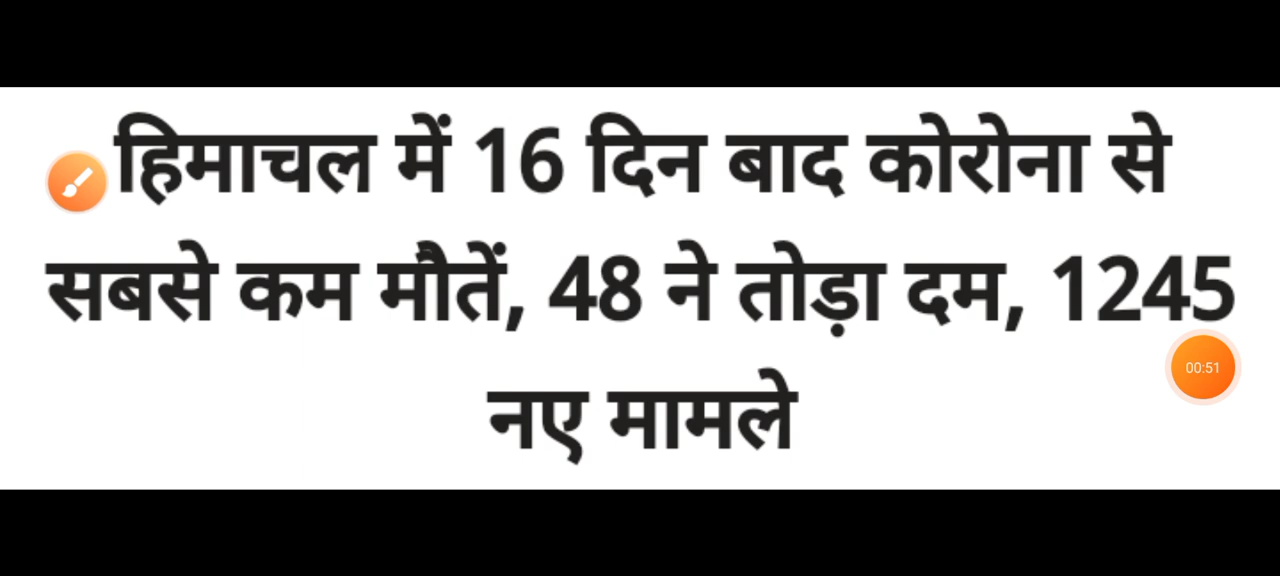 हिमाचल में 16 दिन बाद कोरोना से
सबसे कम मौतें, 48 ने तोड़ा दम, 1245
00:51
नए मामले